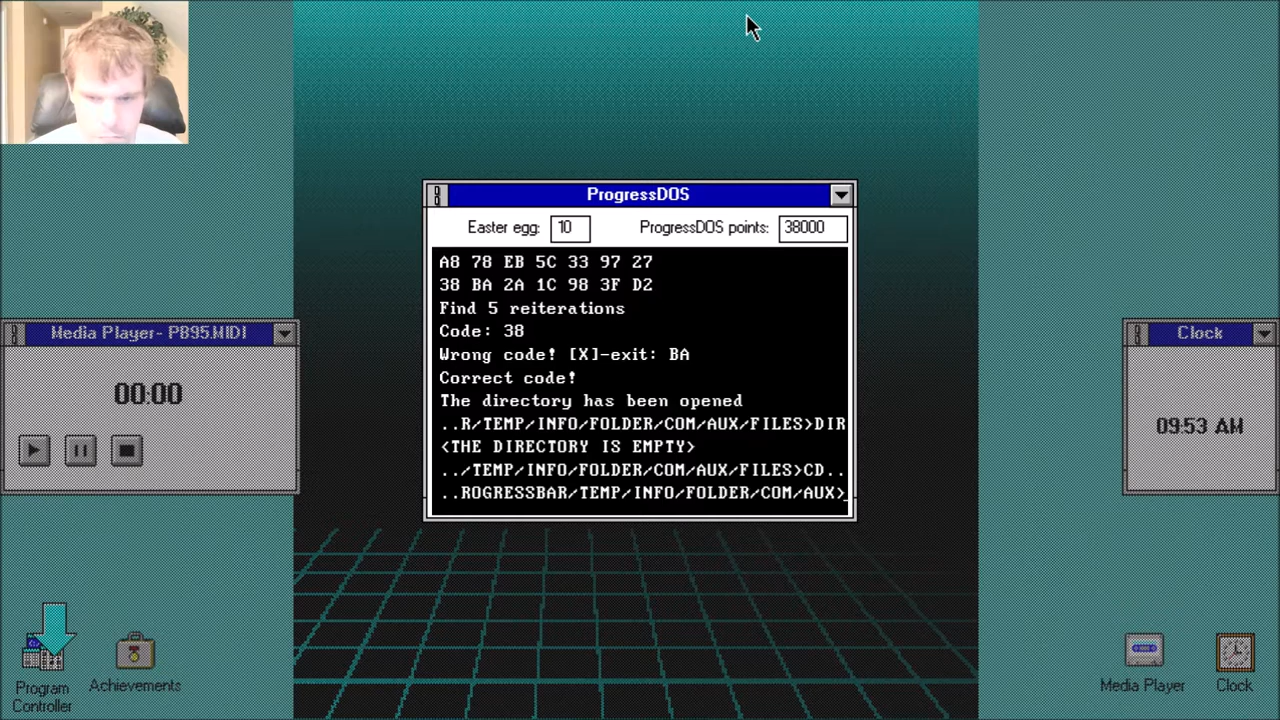 ProgressDOS
Easter egg: 10 ProgressDOS points: 38000
A8 78 EB 5C 33 97 27
38 BA 2A 1C 98 3F D2
Find 5 reiterations
Code: 38
Wrong code! [X]-exit: BA
Correct code!
The directory has been opened
..R/TEMP/INFO/FOLDER/COM/AUX/FILES>DIR
<THE DIRECTORY IS EMPTY>
../TEMP/INFO/FOLDER/COM/AUX/FILES>CD..
..ROGRESSBAR/TEMP/INFO/FOLDER/COM/AUX>_
Media Player- PB95.MIDI
00:00
Clock
09:53 AM
Program
Controller
Achievements
Media Player
Clock